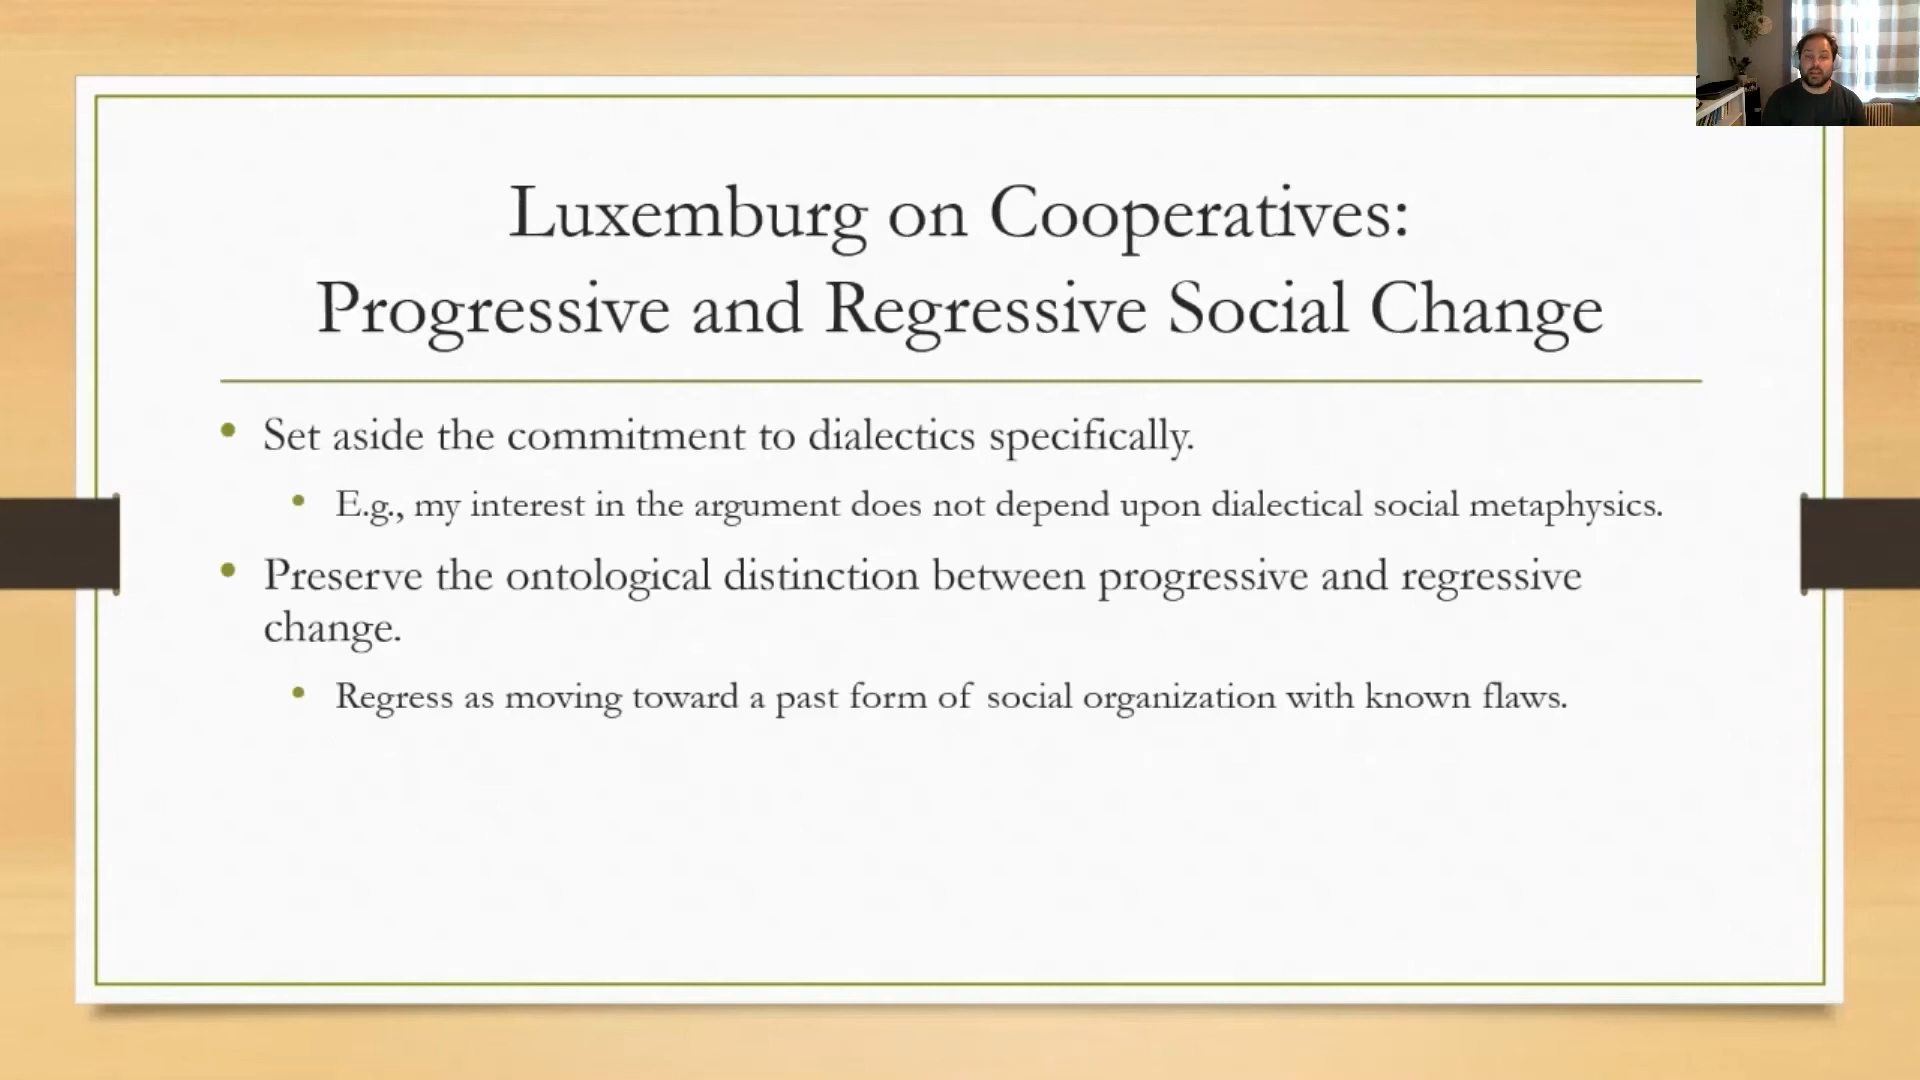 Luxemburg on Cooperatives:
Progressive and Regressive Social Change
• Set aside the commitment to dialectics specifically.
• E.g., my interest in the argument does not depend upon dialectical social metaphysics.
• Preserve the ontological distinction between progressive and regressive
change.
• Regress as moving toward a past form of social organization with known flaws.